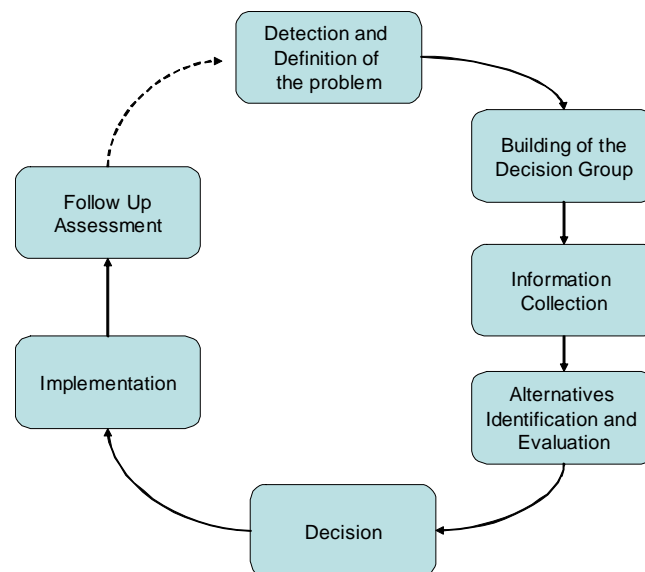 Detection and
Definition of
the problem
Building of the
Decision Group
Information
Collection
Alternatives
Identification and
Evaluation
Decision
Implementation
Follow Up
Assessment